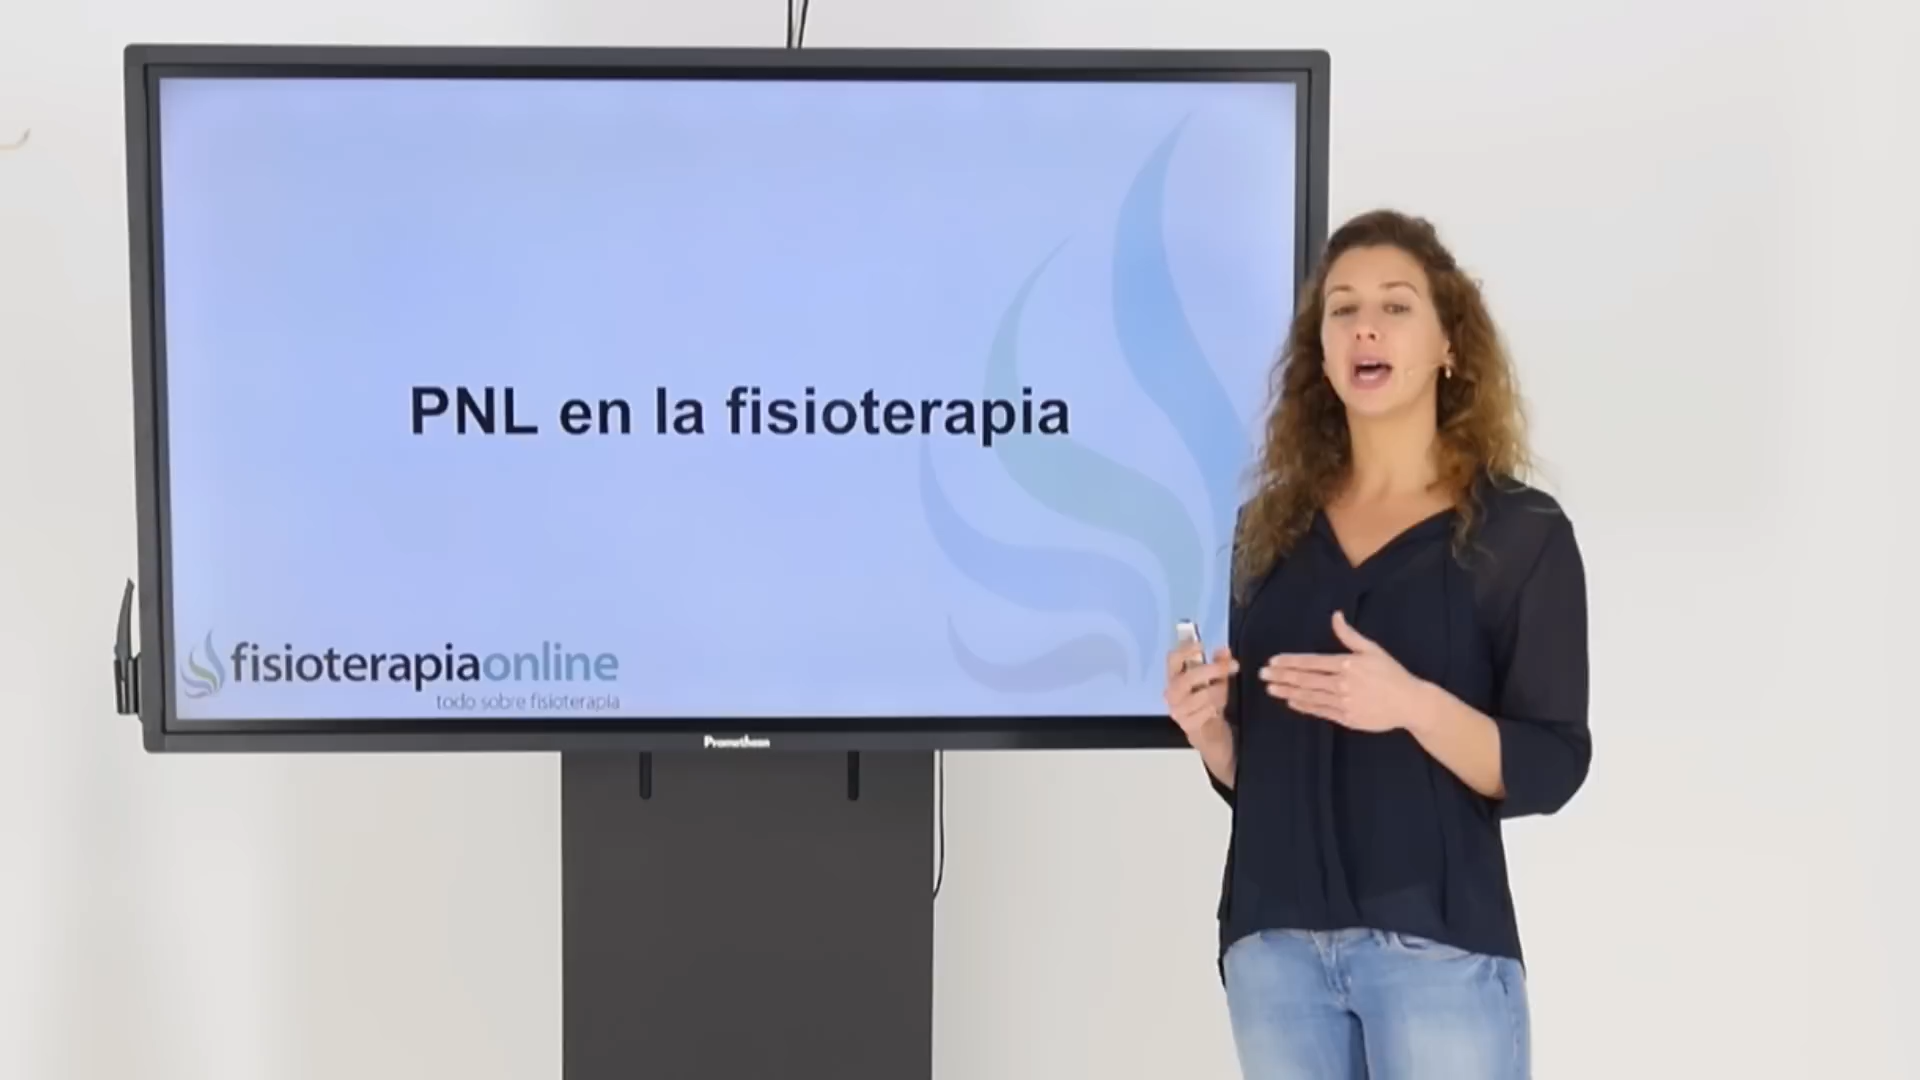 PNL en la fisioterapia
fisioterapiaonline
todo sobre fisioterapia
Promethean